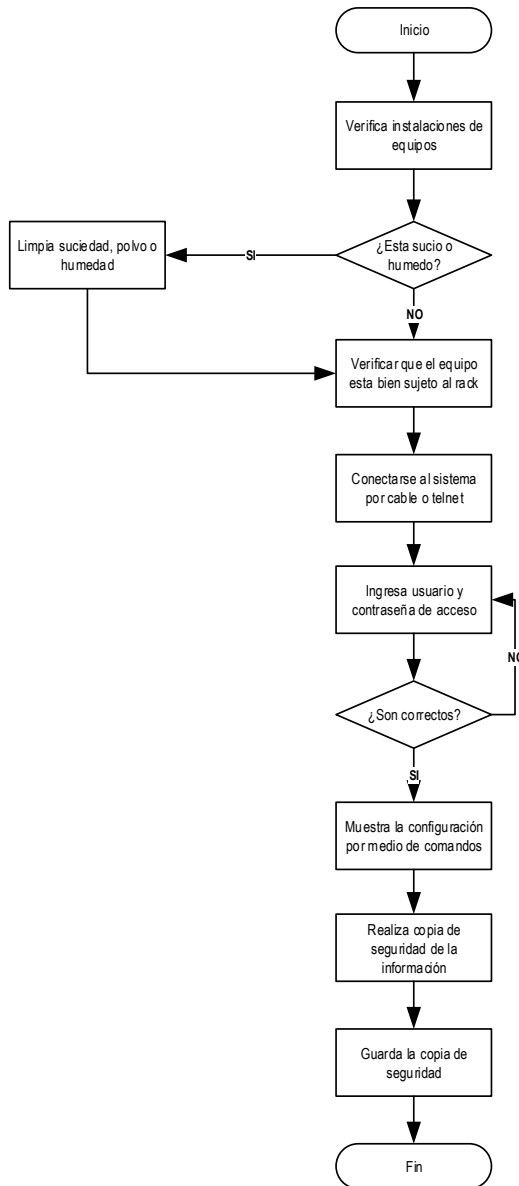 Inicio
Verifica instalaciones de
equipos
Limpia suciedad, polvo o
humedad
SI
¿Esta sucio o
humedo?
NO
Verificar que el equipo
esta bien sujeto al rack
Conectarse al sistema
por cable o telnet
Ingresa usuario y
contraseña de acceso
NO
¿Son correctos?
SI
Muestra la configuración
por medio de comandos
Realiza copia de
seguridad de la
información
Guarda la copia de
seguridad
Fin